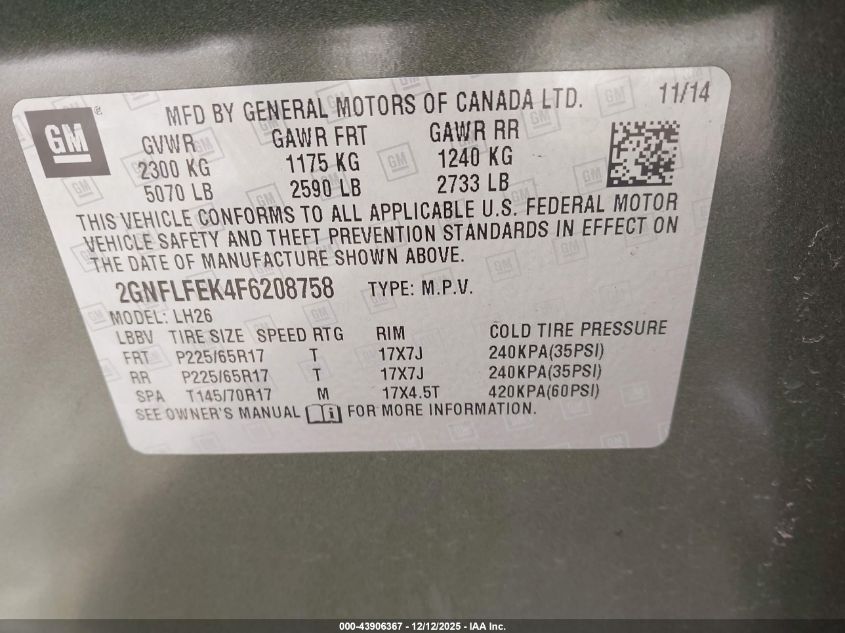 GM ®
MFD BY GENERAL MOTORS OF CANADA LTD. 11/14
GVWR GAWR FRT GAWR RR
2300 KG 1175 KG 1240 KG
5070 LB 2590 LB 2733 LB
THIS VEHICLE CONFORMS TO ALL APPLICABLE U.S. FEDERAL MOTOR
VEHICLE SAFETY AND THEFT PREVENTION STANDARDS IN EFFECT ON
THE DATE OF MANUFACTURE SHOWN ABOVE.
2GNFLFEK4F6208758 TYPE: M.P.V.
MODEL: LH26
LBBV TIRE SIZE SPEED RTG RIM COLD TIRE PRESSURE
FRT P225/65R17 T 17X7J 240KPA(35PSI)
RR P225/65R17 T 17X7J 240KPA(35PSI)
SPA T145/70R17 M 17X4.5T 420KPA(60PSI)
SEE OWNER'S MANUAL i FOR MORE INFORMATION.
000-43906367 - 12/12/2025 - IAA Inc.